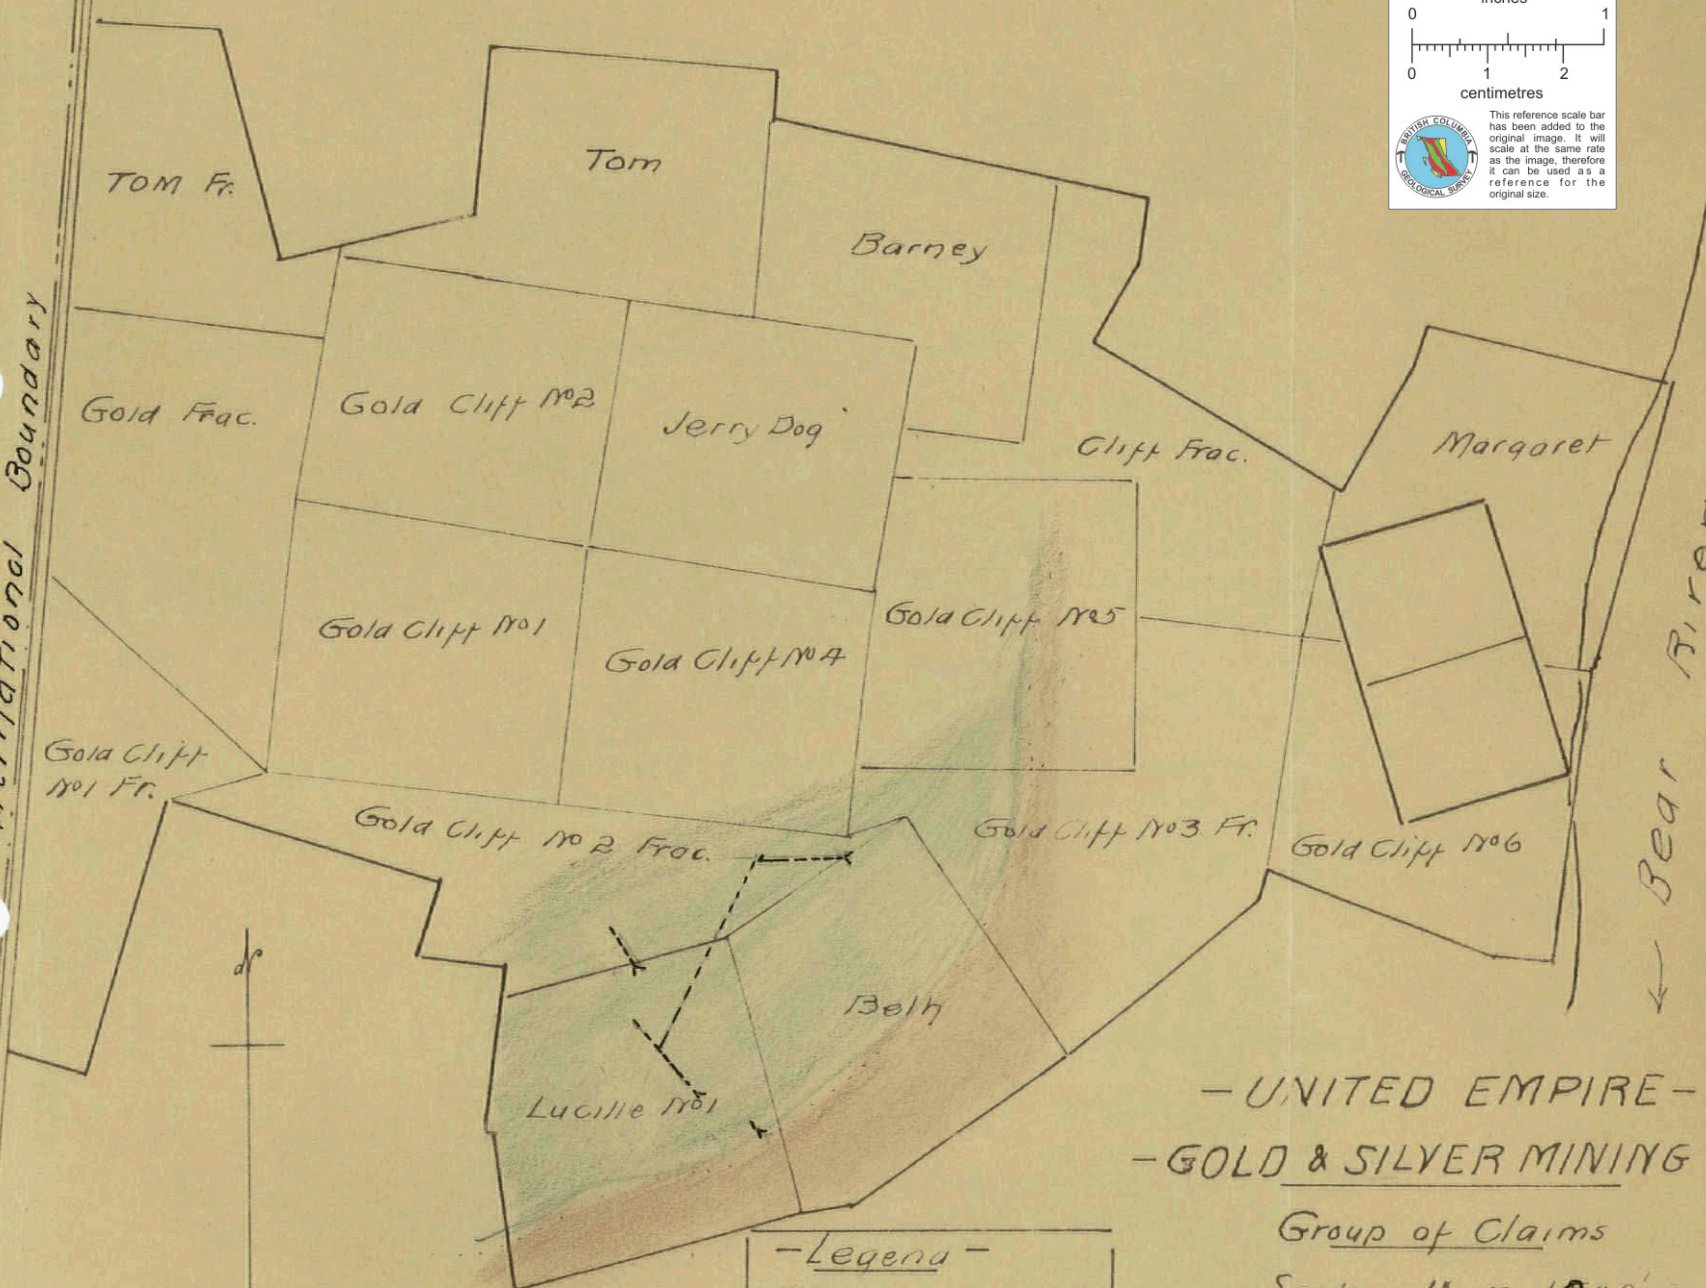 inches
0 1
0 1 2
centimetres
This reference scale bar
has been added to the
original image. It will
scale at the same rate
as the image, therefore
it can be used as a
reference for the
original size.
BRITISH COLUMBIA
GEOLOGICAL SURVEY
Tom
TOM Fr.
Barney
Boundary
Gold Frac.
Gold Cliff No2
Jerry Dog
Cliff Frac.
Margaret
Gold Cliff No1
Gold Cliff No4
Gold Cliff No5
Gold Cliff
No1 Fr.
Gold Cliff No2 Frac.
Gold Cliff No3 Fr.
Gold Cliff No6
Bear
N
Beth
Lucille No1
-UNITED EMPIRE-
-GOLD & SILVER MINING
Group of Claims
-Legend-